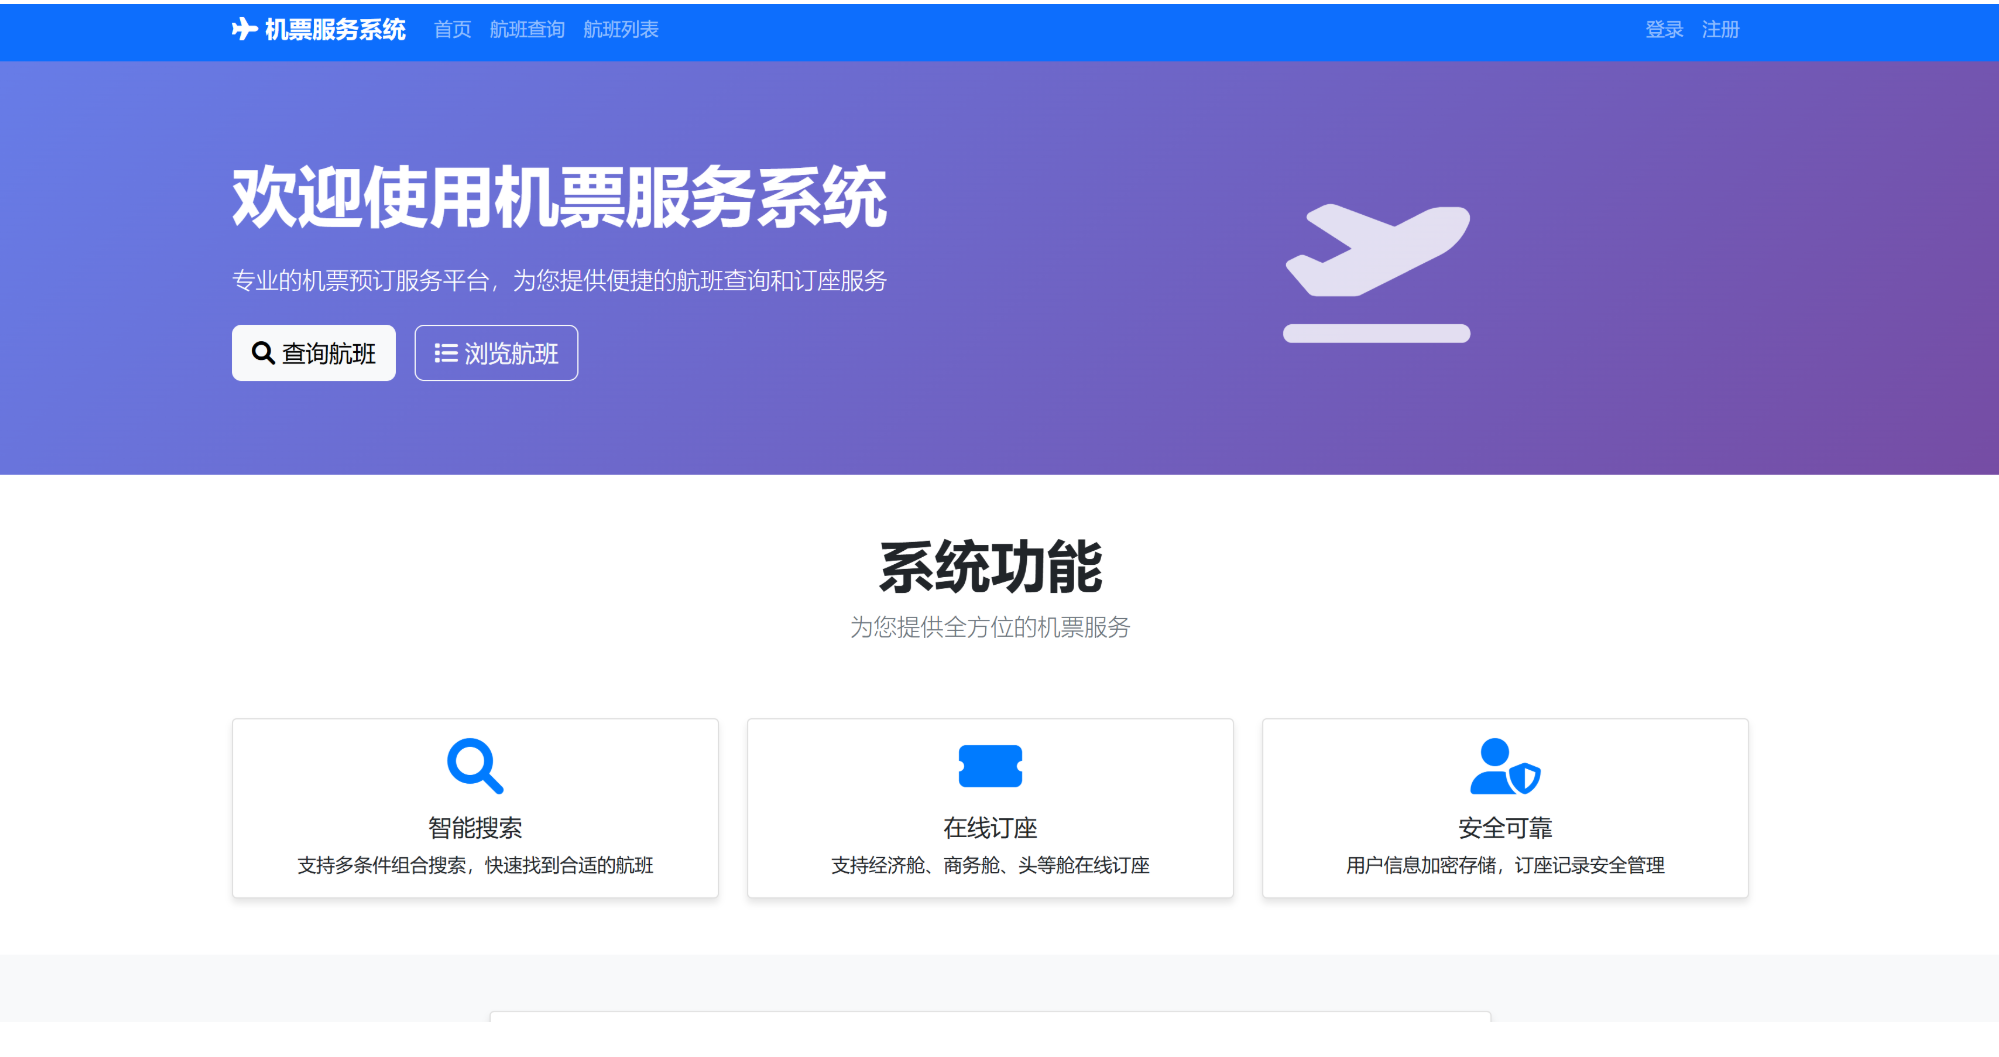 机票服务系统 首页 航班查询 航班列表 登录 注册
欢迎使用机票服务系统
专业的机票预订服务平台，为您提供便捷的航班查询和订座服务
查询航班 浏览航班
系统功能
为您提供全方位的机票服务
智能搜索 在线订座 安全可靠
支持多条件组合搜索，快速找到合适的航班 支持经济舱、商务舱、头等舱在线订座 用户信息加密存储，订座记录安全管理